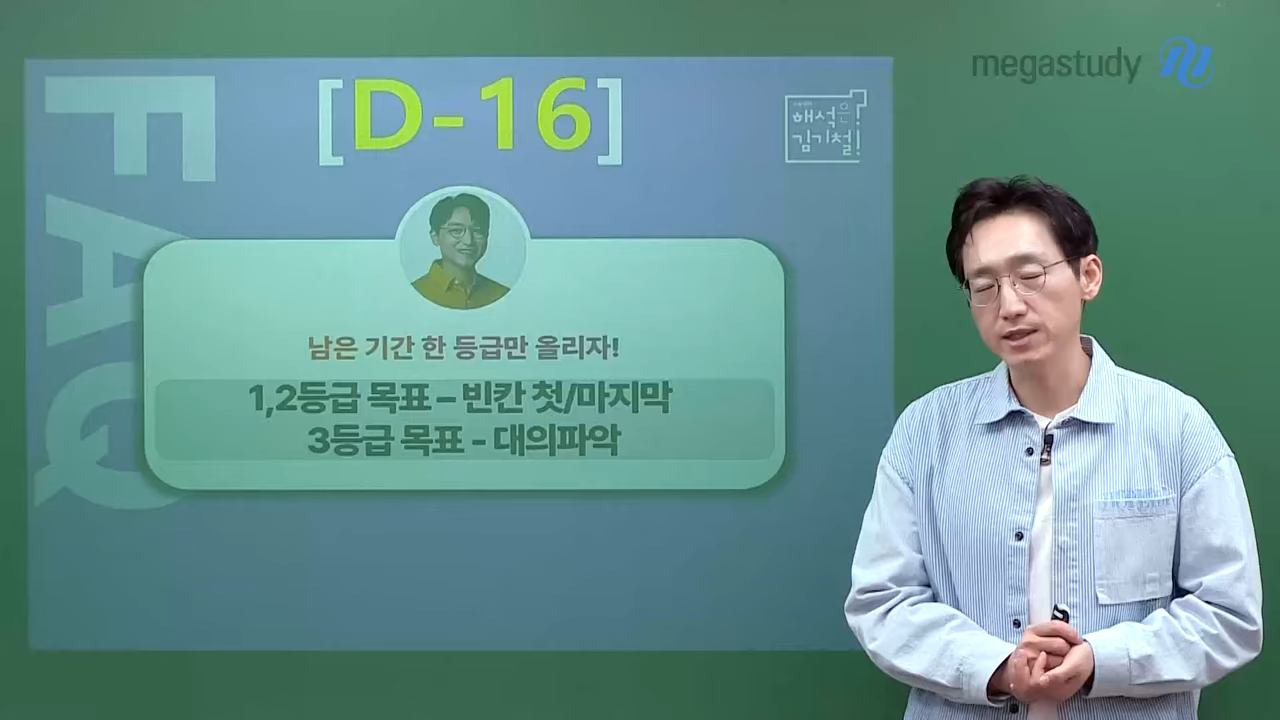 megastudy
[D-16]
해석은?
김기철!
FAQ
남은 기간 한 등급만 올리자!
1,2등급 목표 – 빈칸 첫/마지막
3등급 목표 - 대의파악